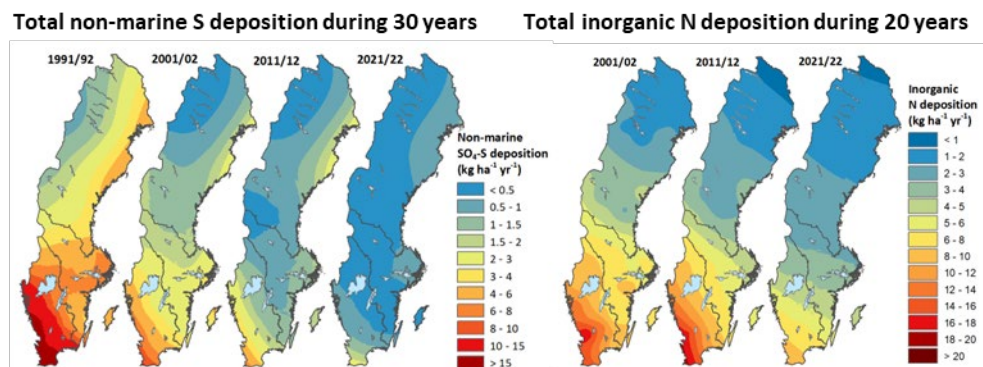 Total non-marine S deposition during 30 years
1991/92
2001/02
2011/12
2021/22
Non-marine
SO₄-S deposition
(kg ha⁻¹ yr⁻¹)
< 0.5
0.5 - 1
1 - 1.5
1.5 - 2
2 - 3
3 - 4
4 - 6
6 - 8
8 - 10
10 - 15
> 15
Total inorganic N deposition during 20 years
2001/02
2011/12
2021/22
Inorganic
N deposition
(kg ha⁻¹ yr⁻¹)
< 1
1 - 2
2 - 3
3 - 4
4 - 5
5 - 6
6 - 8
8 - 10
10 - 12
12 - 14
14 - 16
16 - 18
18 - 20
> 20